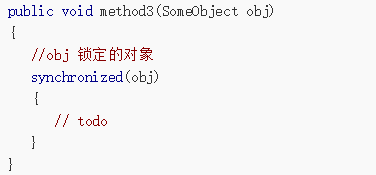 public void method3(SomeObject obj)
{
//obj 锁定的对象
synchronized(obj)
{
// todo
}
}